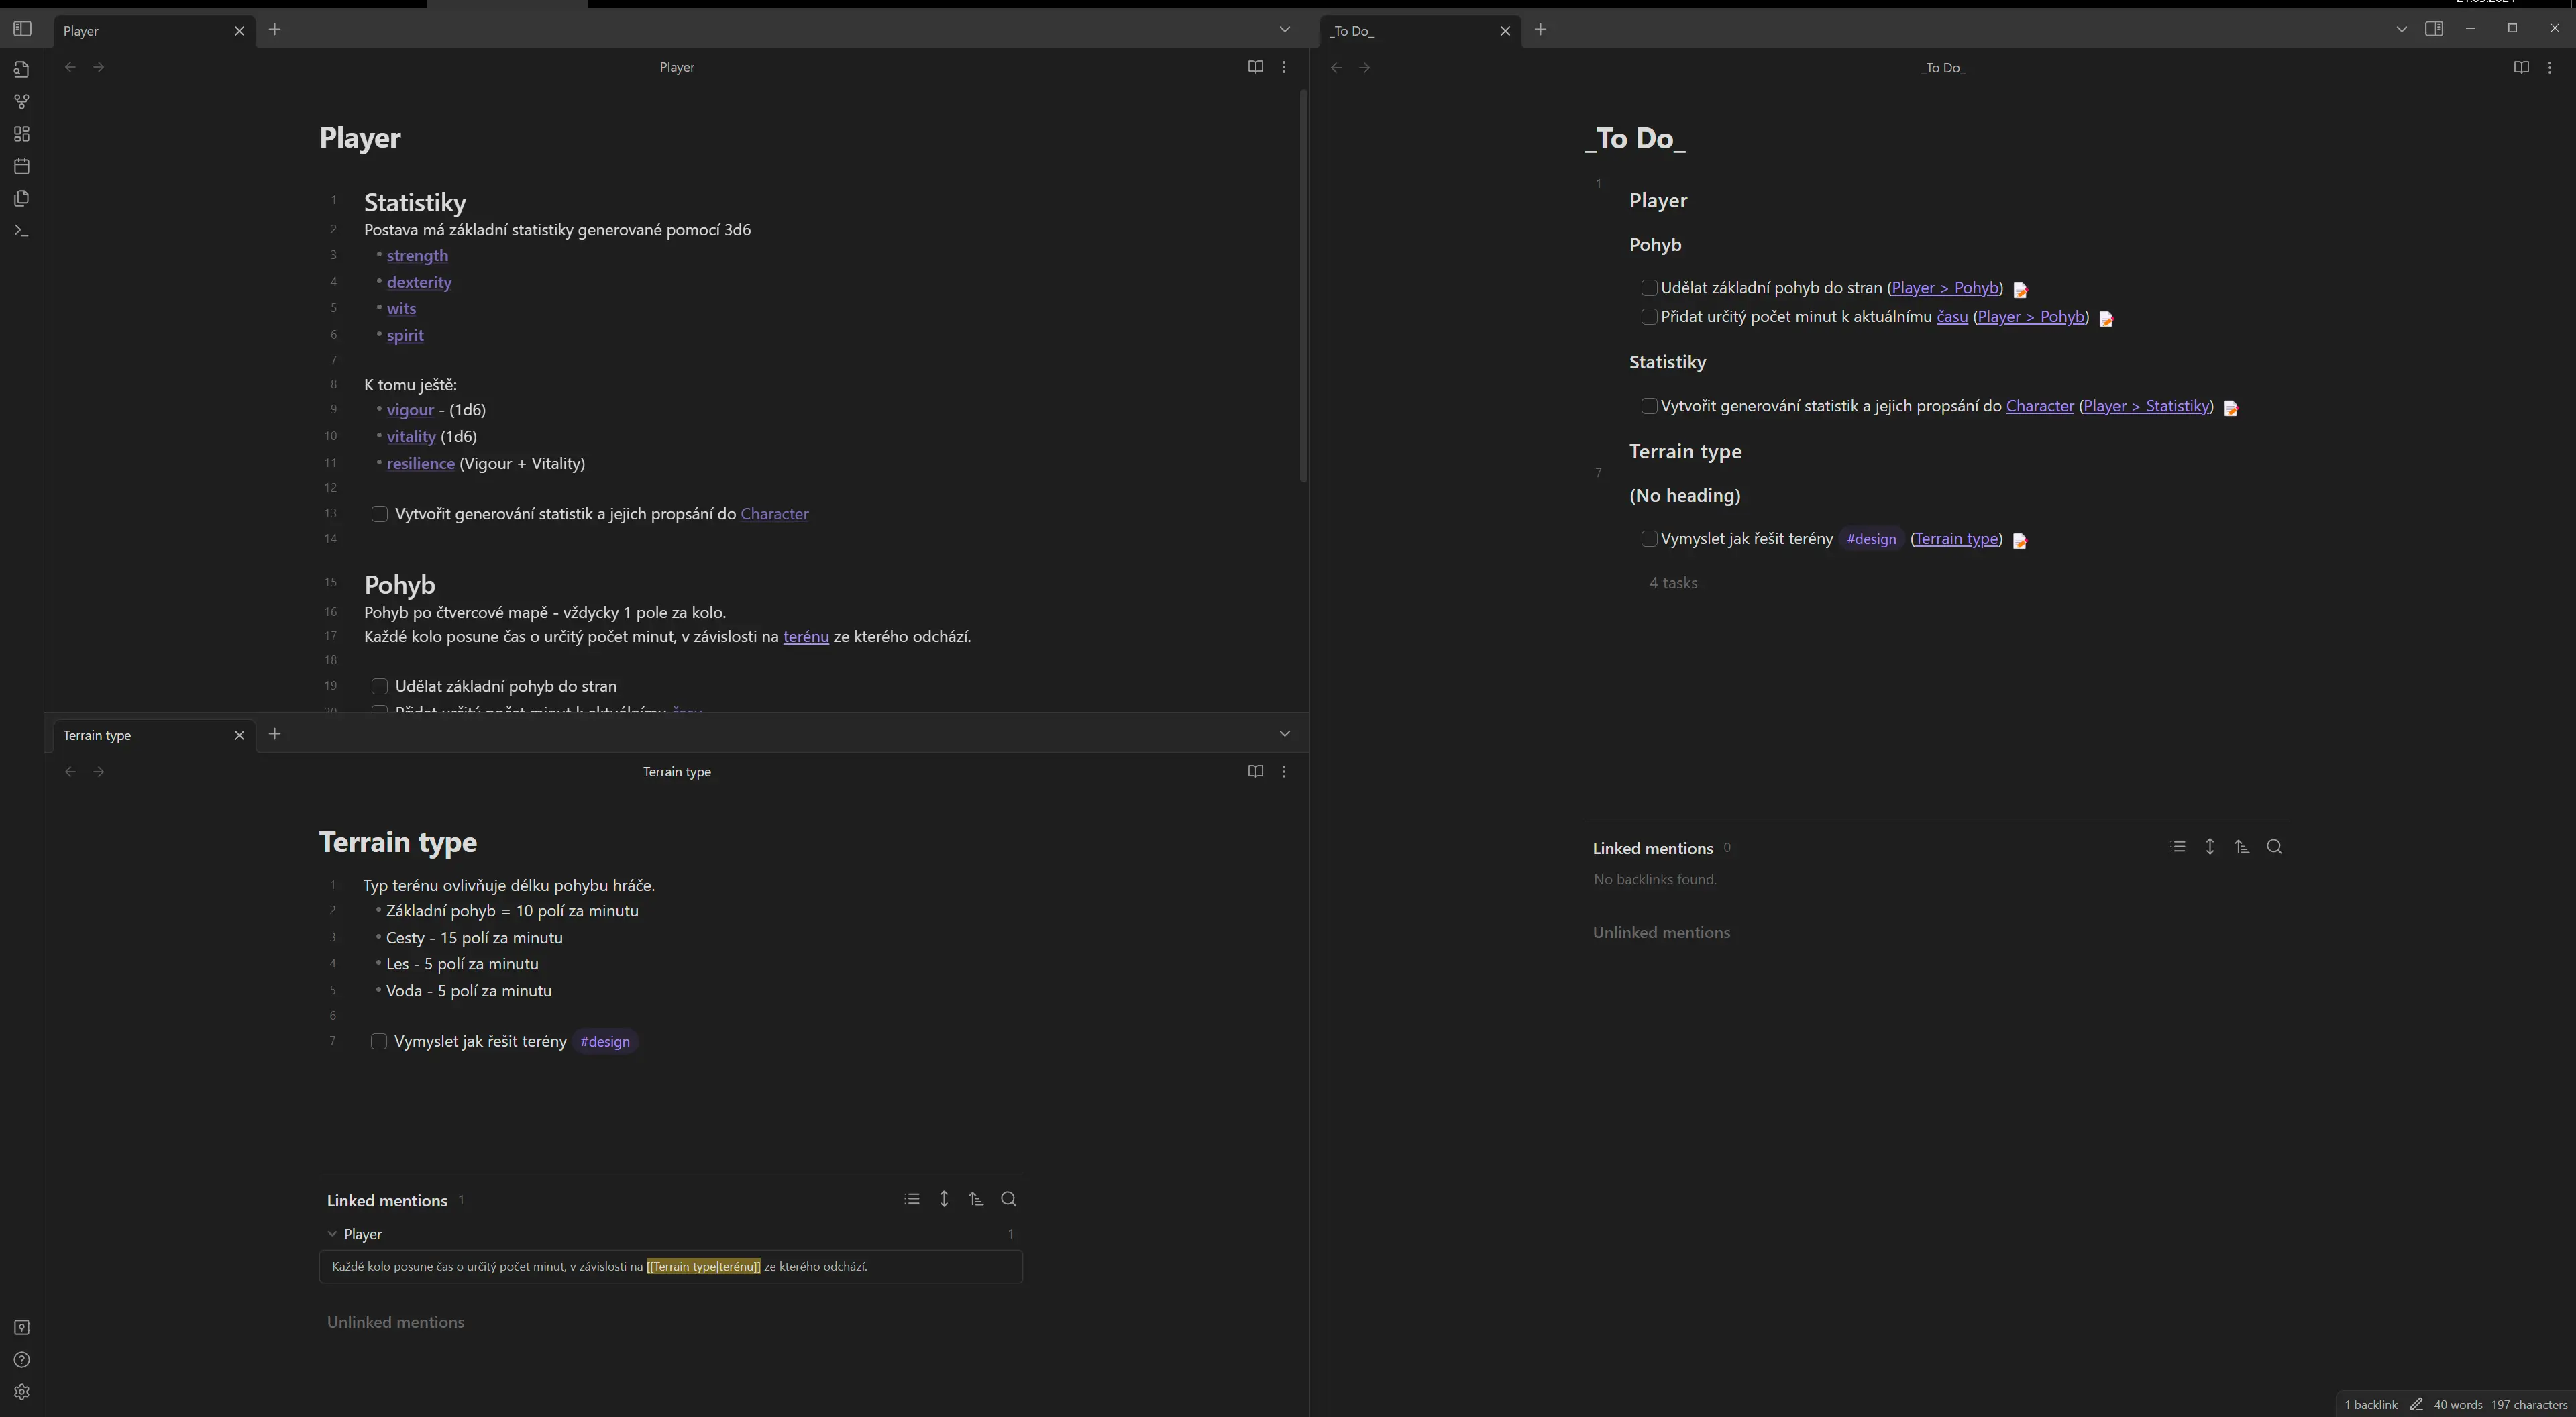 Player
Player
Player
1 Statistiky
2 Postava má základní statistiky generované pomocí 3d6
3 • strength
4 • dexterity
5 • wits
6 • spirit
7
8 K tomu ještě:
9 • vigour - (1d6)
10 • vitality (1d6)
11 • resilience (Vigour + Vitality)
12
13 Vytvořit generování statistik a jejich propsání do Character
14
15 Pohyb
16 Pohyb po čtvercové mapě - vždycky 1 pole za kolo.
17 Každé kolo posune čas o určitý počet minut, v závislosti na terénu ze kterého odchází.
18
19 Udělat základní pohyb do stran
20 Přidat určitý počet minut k aktuálnímu času
Terrain type
Terrain type
Terrain type
1 Typ terénu ovlivňuje délku pohybu hráče.
2 • Základní pohyb = 10 polí za minutu
3 • Cesty - 15 polí za minutu
4 • Les - 5 polí za minutu
5 • Voda - 5 polí za minutu
6
7 Vymyslet jak řešit terény #design
Linked mentions 1
Player 1
Každé kolo posune čas o určitý počet minut, v závislosti na [[Terrain type|terénu]] ze kterého odchází.
Unlinked mentions
_To Do_
_To Do_
_To Do_
1
Player
Pohyb
Udělat základní pohyb do stran (Player > Pohyb)
Přidat určitý počet minut k aktuálnímu času (Player > Pohyb)
Statistiky
Vytvořit generování statistik a jejich propsání do Character (Player > Statistiky)
Terrain type
7
(No heading)
Vymyslet jak řešit terény #design (Terrain type)
4 tasks
Linked mentions 0
No backlinks found.
Unlinked mentions
1 backlink 40 words 197 characters